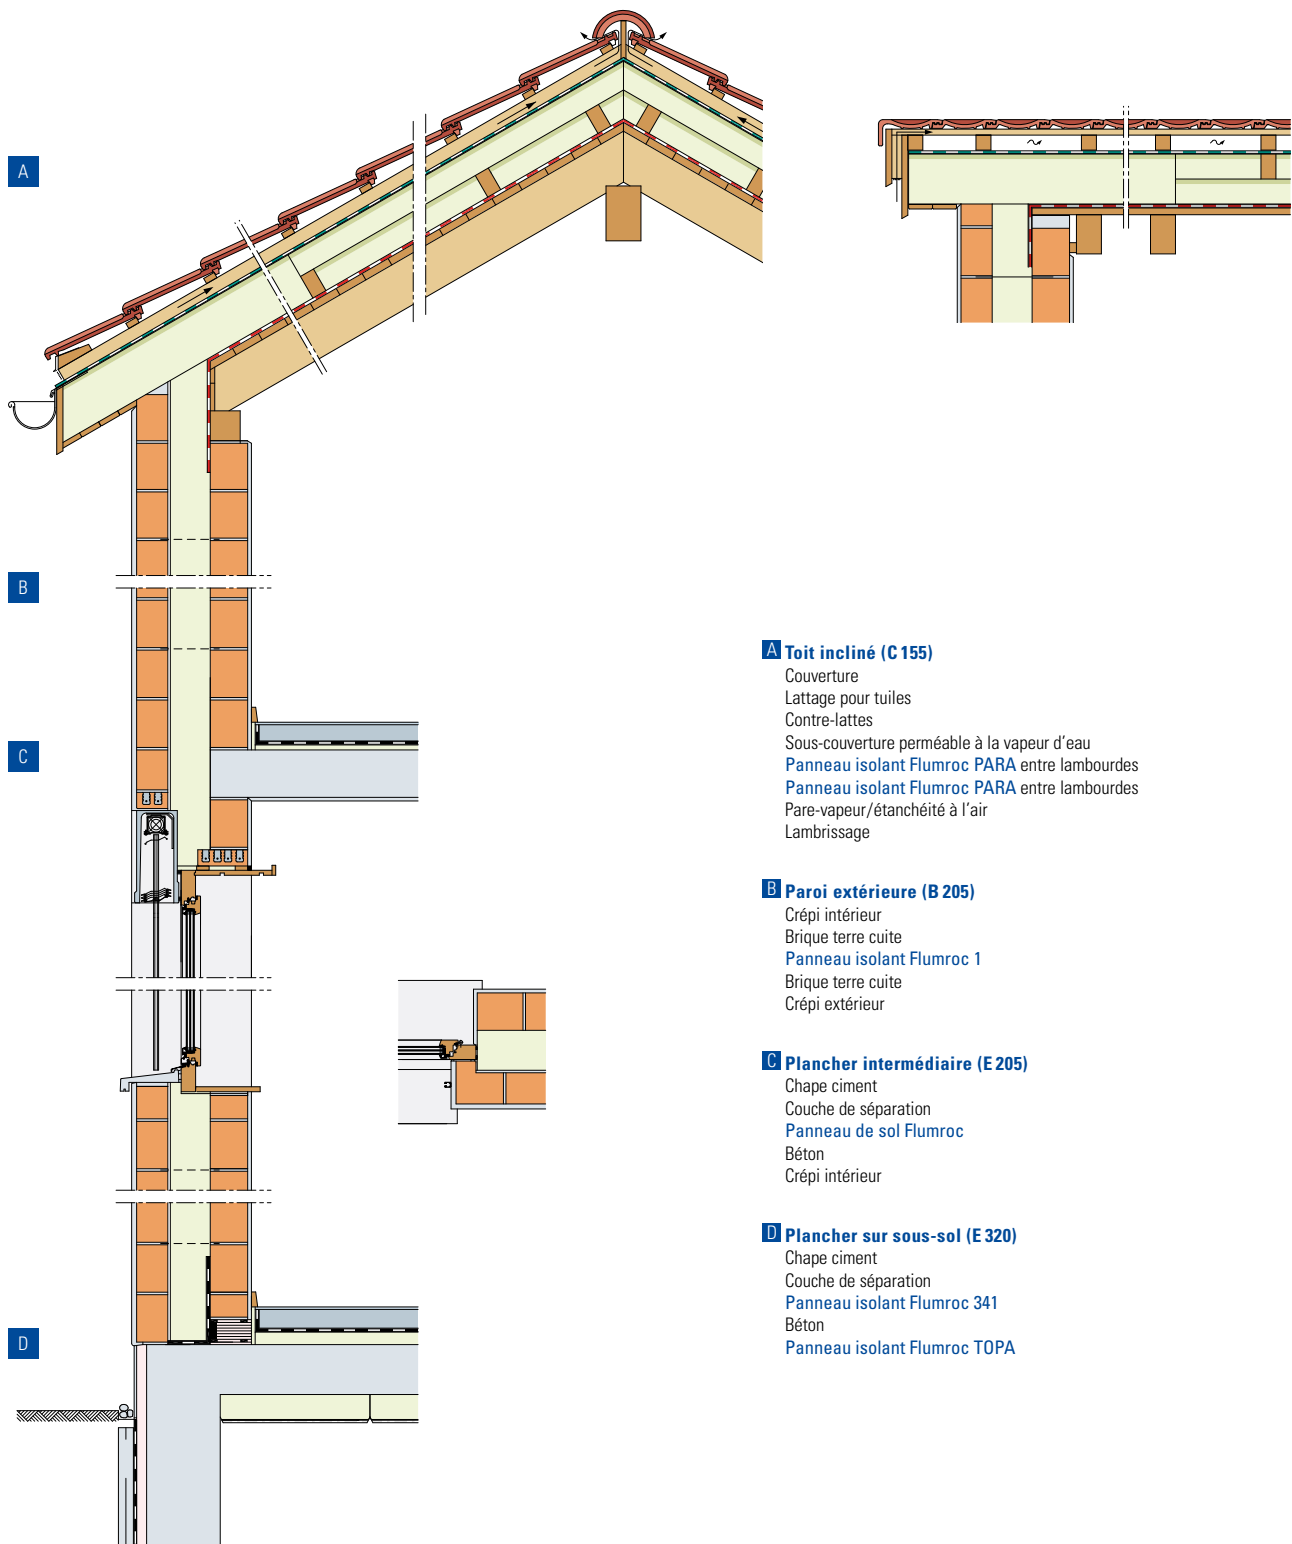 A
B
C
D
A Toit incliné (C 155)
Couverture
Lattage pour tuiles
Contre-lattes
Sous-couverture perméable à la vapeur d’eau
Panneau isolant Flumroc PARA entre lambourdes
Panneau isolant Flumroc PARA entre lambourdes
Pare-vapeur/étanchéité à l’air
Lambrissage
B Paroi extérieure (B 205)
Crépi intérieur
Brique terre cuite
Panneau isolant Flumroc 1
Brique terre cuite
Crépi extérieur
C Plancher intermédiaire (E 205)
Chape ciment
Couche de séparation
Panneau de sol Flumroc
Béton
Crépi intérieur
D Plancher sur sous-sol (E 320)
Chape ciment
Couche de séparation
Panneau isolant Flumroc 341
Béton
Panneau isolant Flumroc TOPA